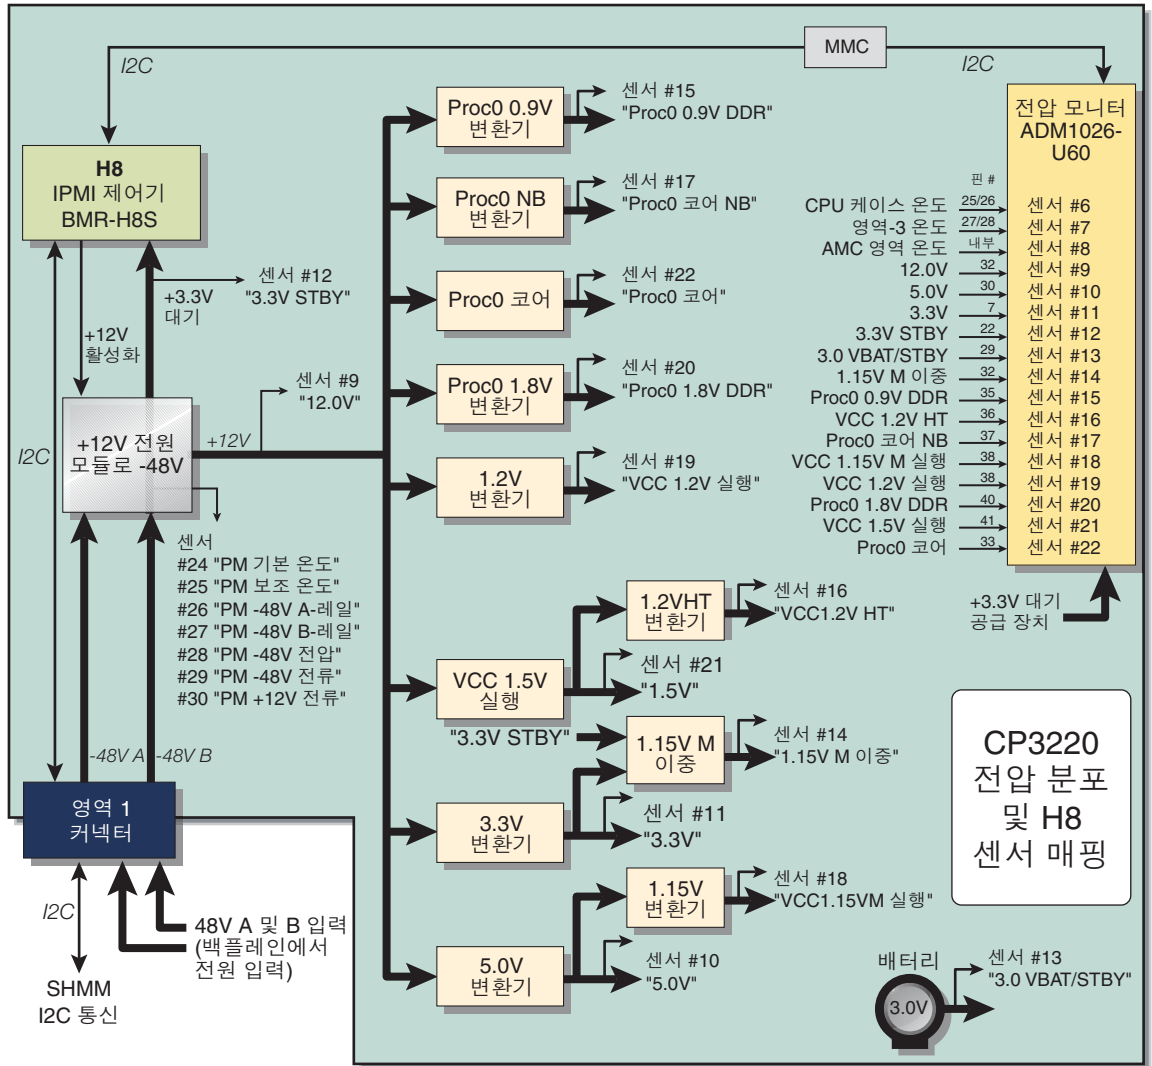 MMC
I2C
I2C
H8
IPMI 제어기
BMR-H8S
센서 #12
"3.3V STBY"
+3.3V
대기
+12V
활성화
센서 #9
"12.0V"
+12V 전원
모듈로 -48V
+12V
I2C
센서
#24 "PM 기본 온도"
#25 "PM 보조 온도"
#26 "PM -48V A-레일"
#27 "PM -48V B-레일"
#28 "PM -48V 전압"
#29 "PM -48V 전류"
#30 "PM +12V 전류"
-48V A
-48V B
영역 1
커넥터
I2C
48V A 및 B 입력
(백플레인에서
전원 입력)
SHMM
I2C 통신
Proc0 0.9V
변환기
센서 #15
"Proc0 0.9V DDR"
Proc0 NB
변환기
센서 #17
"Proc0 코어 NB"
Proc0 코어
센서 #22
"Proc0 코어"
Proc0 1.8V
변환기
센서 #20
"Proc0 1.8V DDR"
1.2V
변환기
센서 #19
"VCC 1.2V 실행"
1.2VHT
변환기
센서 #16
"VCC1.2V HT"
VCC 1.5V
실행
센서 #21
"1.5V"
"3.3V STBY"
1.15V M
이중
센서 #14
"1.15V M 이중"
3.3V
변환기
센서 #11
"3.3V"
1.15V
변환기
센서 #18
"VCC1.15VM 실행"
5.0V
변환기
센서 #10
"5.0V"
전압 모니터
ADM1026-
U60
핀 #
CPU 케이스 온도 25/26 센서 #6
영역-3 온도 27/28 센서 #7
AMC 영역 온도 내부 센서 #8
12.0V 32 센서 #9
5.0V 30 센서 #10
3.3V 7 센서 #11
3.3V STBY 22 센서 #12
3.0 VBAT/STBY 29 센서 #13
1.15V M 이중 32 센서 #14
Proc0 0.9V DDR 35 센서 #15
VCC 1.2V HT 36 센서 #16
Proc0 코어 NB 37 센서 #17
VCC 1.15V M 실행 38 센서 #18
VCC 1.2V 실행 38 센서 #19
Proc0 1.8V DDR 40 센서 #20
VCC 1.5V 실행 41 센서 #21
Proc0 코어 33 센서 #22
+3.3V 대기
공급 장치
CP3220
전압 분포
및 H8
센서 매핑
배터리
3.0V
센서 #13
"3.0 VBAT/STBY"